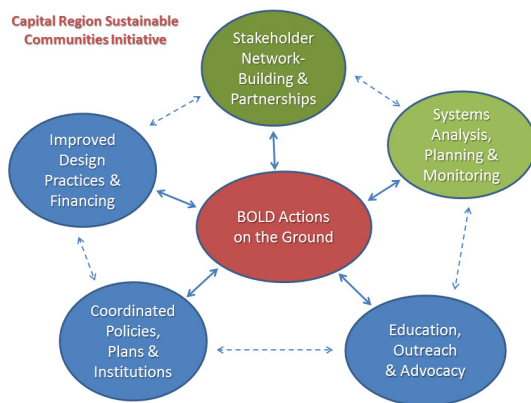 Capital Region Sustainable
Communities Initiative
Stakeholder
Network-
Building &
Partnerships
Systems
Analysis,
Planning &
Monitoring
Improved
Design
Practices &
Financing
BOLD Actions
on the Ground
Coordinated
Policies,
Plans &
Institutions
Education,
Outreach
& Advocacy